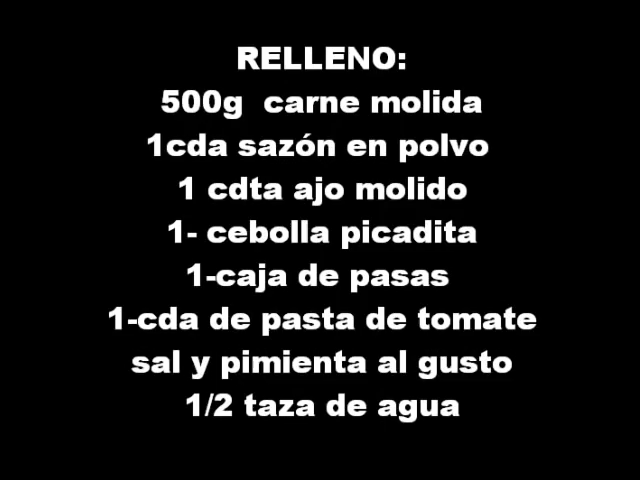 RELLENO:
500g carne molida
1cda sazón en polvo
1 cdta ajo molido
1- cebolla picadita
1-caja de pasas
1-cda de pasta de tomate
sal y pimienta al gusto
1/2 taza de agua